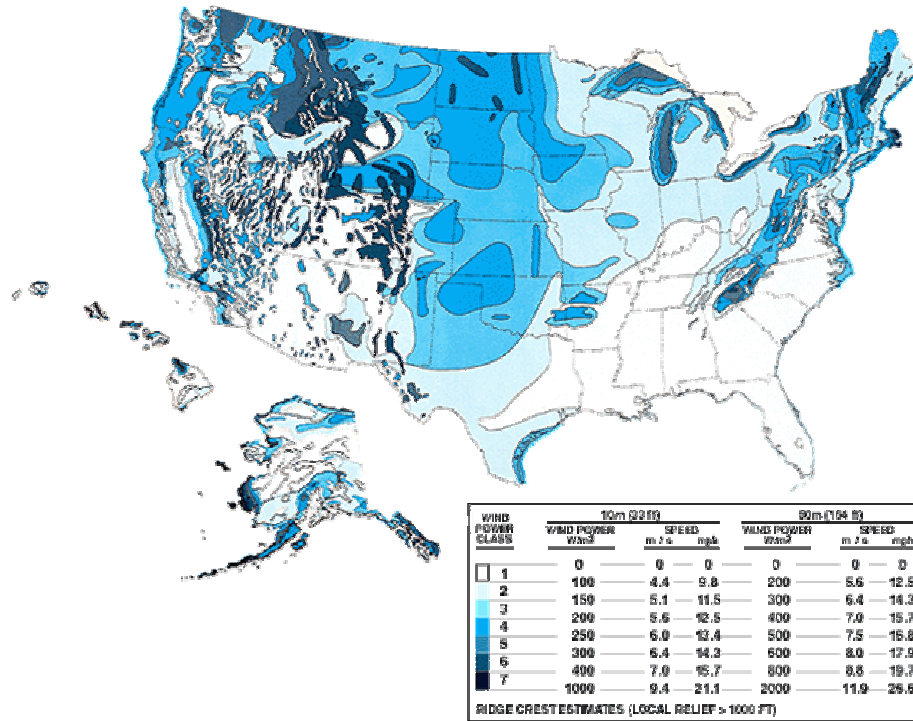 WIND POWER CLASS
10m (33 ft)
50m (164 ft)
WIND POWER W/m² SPEED m / s mph
WIND POWER W/m² SPEED m / s mph
0 0 0 0 0 0
1
100 4.4 9.8 200 5.6 12.5
2
150 5.1 11.5 300 6.4 14.3
3
200 5.6 12.5 400 7.0 15.7
4
250 6.0 13.4 500 7.5 16.8
5
300 6.4 14.3 600 8.0 17.9
6
400 7.0 15.7 800 8.8 19.7
7
1000 9.4 21.1 2000 11.9 26.6
RIDGE CREST ESTIMATES (LOCAL RELIEF > 1000 FT)